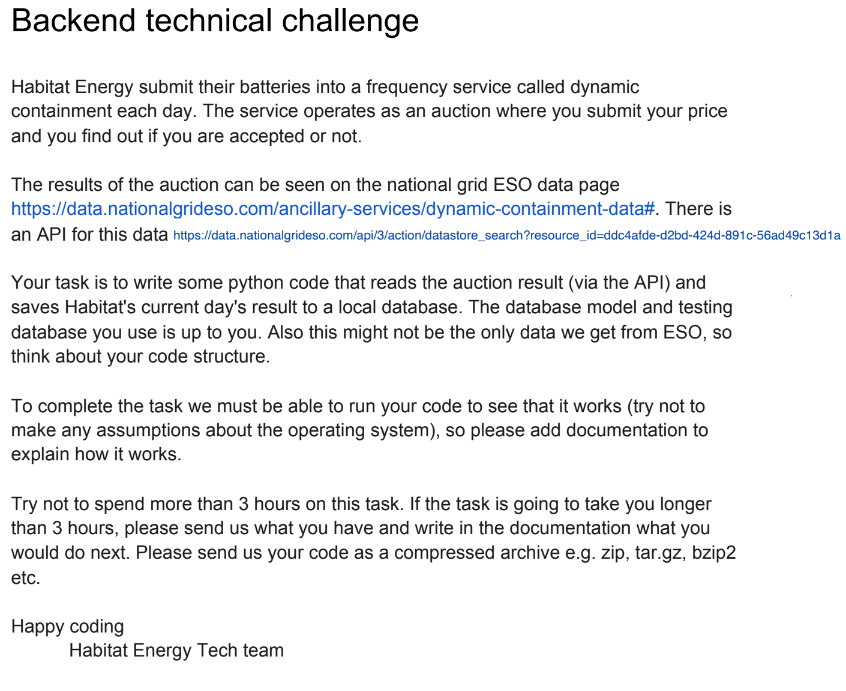 Backend technical challenge
Habitat Energy submit their batteries into a frequency service called dynamic
containment each day. The service operates as an auction where you submit your price
and you find out if you are accepted or not.
The results of the auction can be seen on the national grid ESO data page
https://data.nationalgrideso.com/ancillary-services/dynamic-containment-data#. There is
an API for this data https://data.nationalgrideso.com/api/3/action/datastore_search?resource_id=ddc4afde-d2bd-424d-891c-56ad49c13d1a
Your task is to write some python code that reads the auction result (via the API) and
saves Habitat's current day's result to a local database. The database model and testing
database you use is up to you. Also this might not be the only data we get from ESO, so
think about your code structure.
To complete the task we must be able to run your code to see that it works (try not to
make any assumptions about the operating system), so please add documentation to
explain how it works.
Try not to spend more than 3 hours on this task. If the task is going to take you longer
than 3 hours, please send us what you have and write in the documentation what you
would do next. Please send us your code as a compressed archive e.g. zip, tar.gz, bzip2
etc.
Happy coding
Habitat Energy Tech team